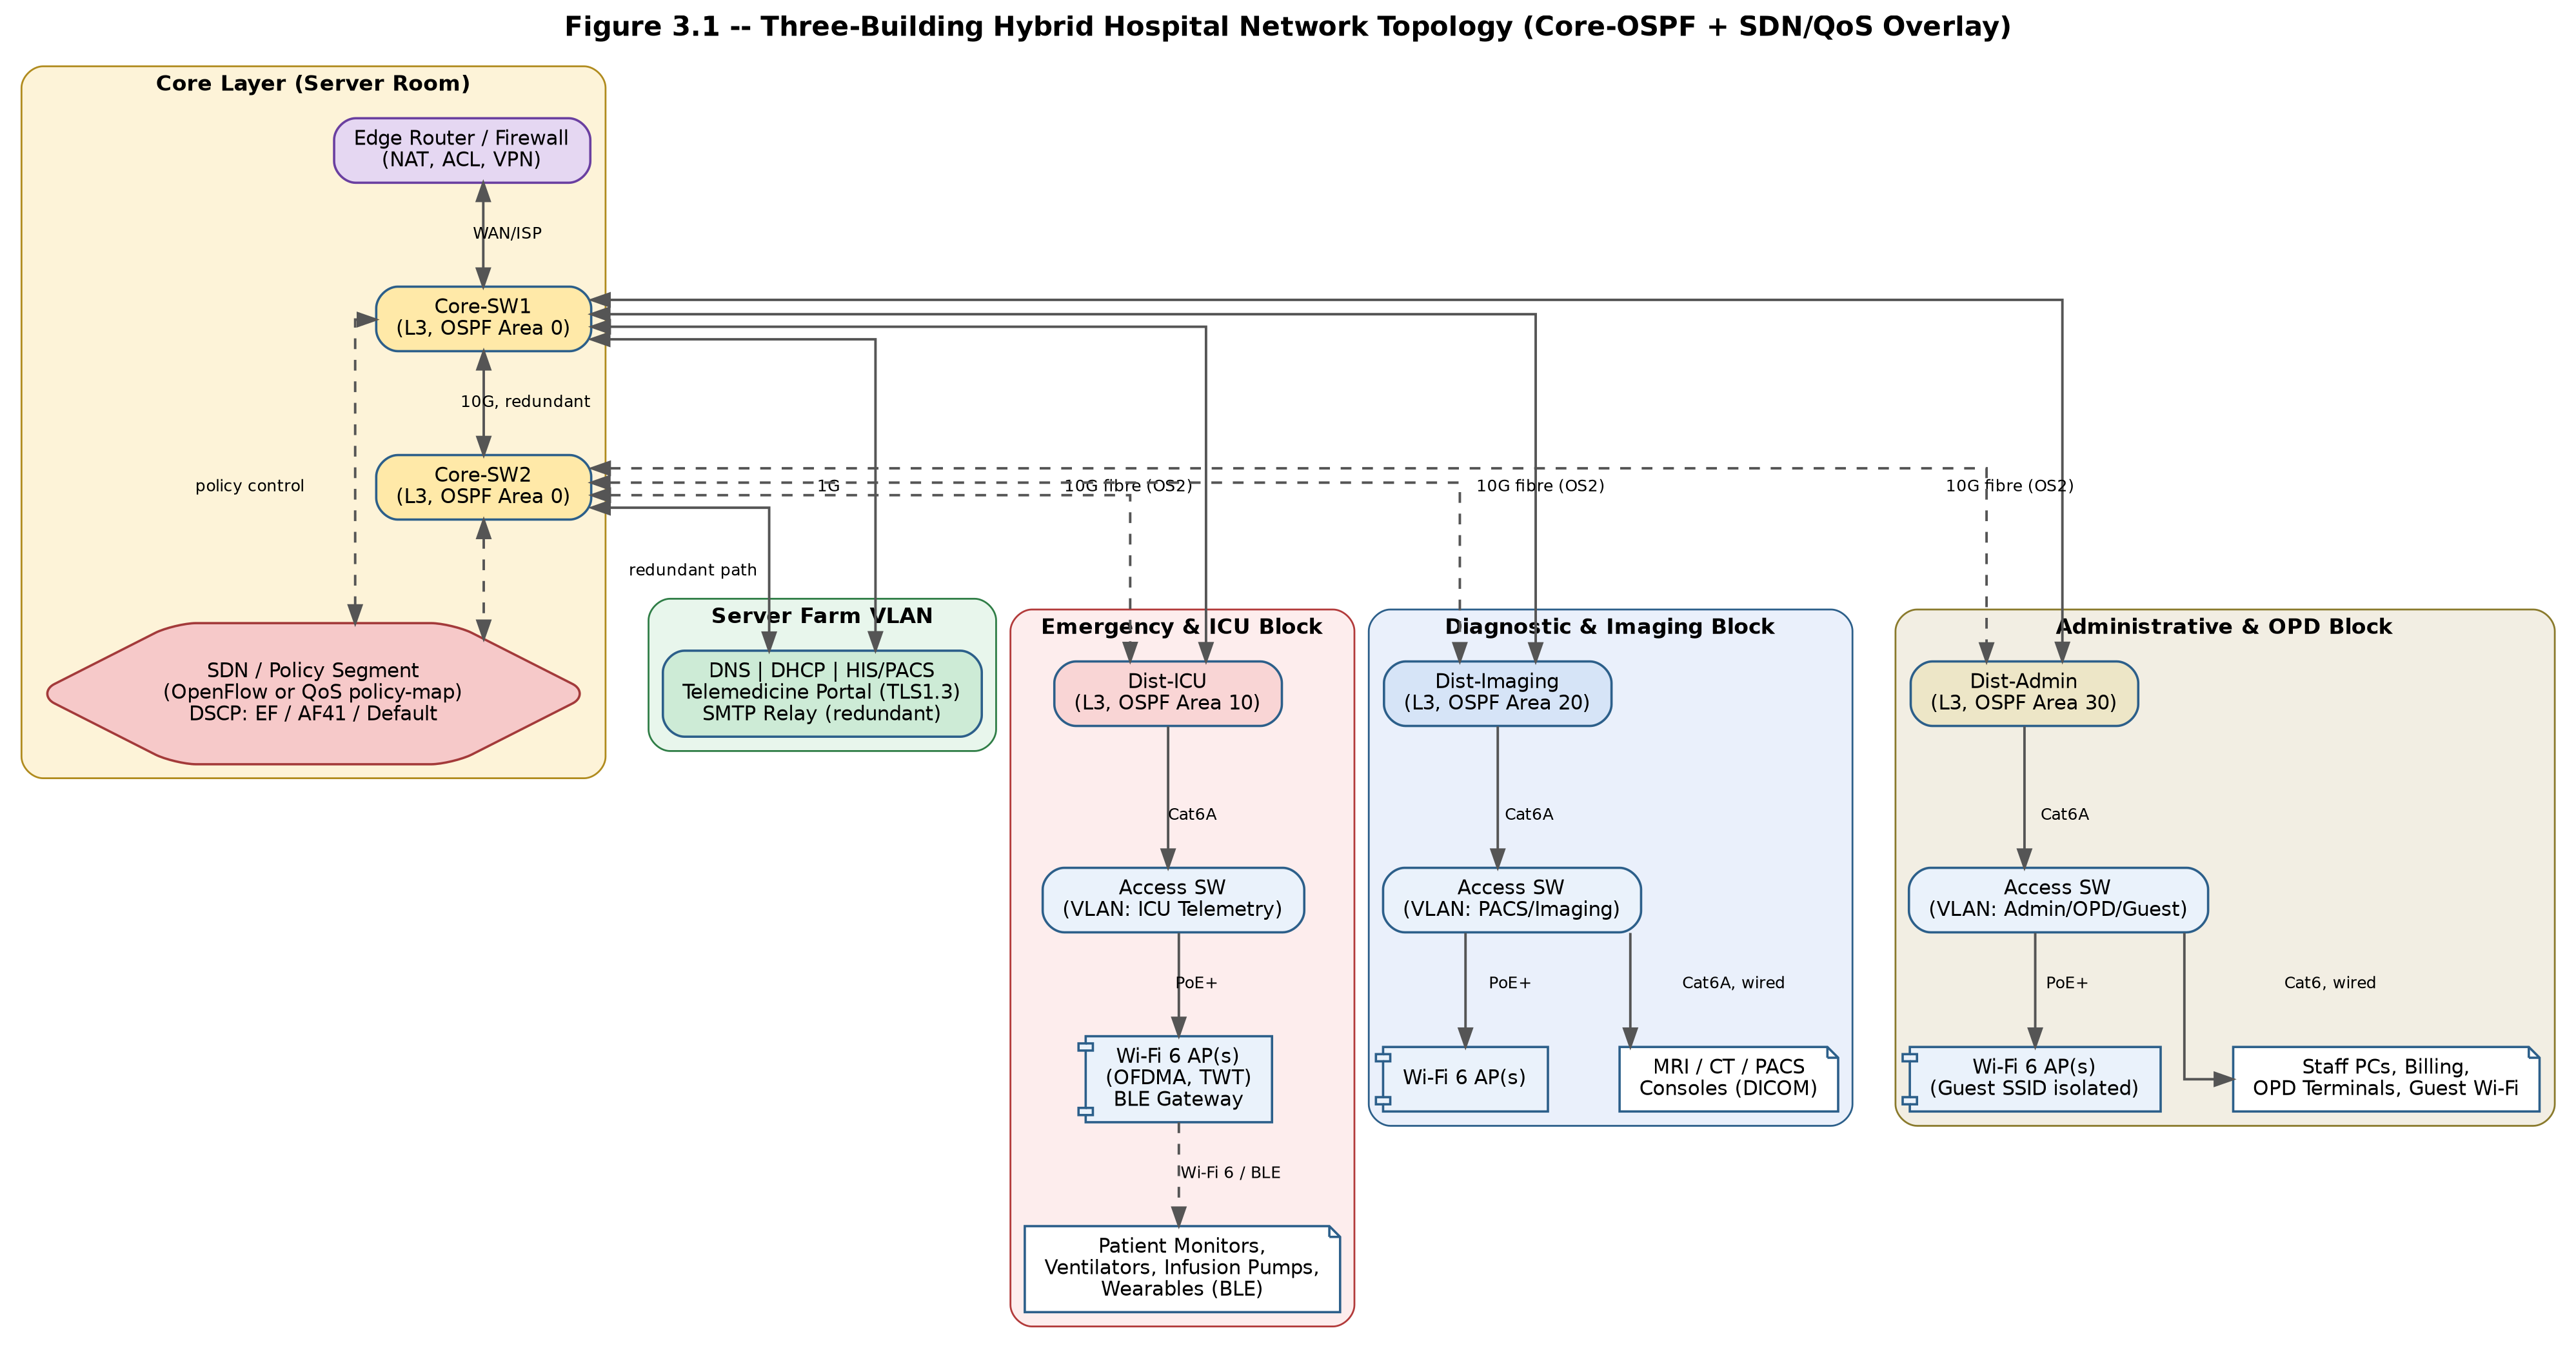 Figure 3.1 -- Three-Building Hybrid Hospital Network Topology (Core-OSPF + SDN/QoS Overlay)
Core Layer (Server Room)
Edge Router / Firewall
(NAT, ACL, VPN)
WAN/ISP
Core-SW1
(L3, OSPF Area 0)
10G, redundant
policy control
Core-SW2
(L3, OSPF Area 0)
1G
10G fibre (OS2)
10G fibre (OS2)
10G fibre (OS2)
redundant path
SDN / Policy Segment
(OpenFlow or QoS policy-map)
DSCP: EF / AF41 / Default
Server Farm VLAN
DNS | DHCP | HIS/PACS
Telemedicine Portal (TLS1.3)
SMTP Relay (redundant)
Emergency & ICU Block
Dist-ICU
(L3, OSPF Area 10)
Cat6A
Access SW
(VLAN: ICU Telemetry)
PoE+
Wi-Fi 6 AP(s)
(OFDMA, TWT)
BLE Gateway
Wi-Fi 6 / BLE
Patient Monitors,
Ventilators, Infusion Pumps,
Wearables (BLE)
Diagnostic & Imaging Block
Dist-Imaging
(L3, OSPF Area 20)
Cat6A
Access SW
(VLAN: PACS/Imaging)
PoE+
Cat6A, wired
Wi-Fi 6 AP(s)
MRI / CT / PACS
Consoles (DICOM)
Administrative & OPD Block
Dist-Admin
(L3, OSPF Area 30)
Cat6A
Access SW
(VLAN: Admin/OPD/Guest)
PoE+
Cat6, wired
Wi-Fi 6 AP(s)
(Guest SSID isolated)
Staff PCs, Billing,
OPD Terminals, Guest Wi-Fi